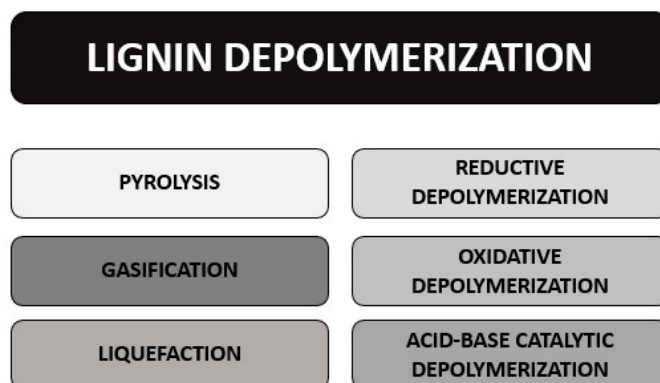 LIGNIN DEPOLYMERIZATION
PYROLYSIS
REDUCTIVE
DEPOLYMERIZATION
GASIFICATION
OXIDATIVE
DEPOLYMERIZATION
LIQUEFACTION
ACID-BASE CATALYTIC
DEPOLYMERIZATION